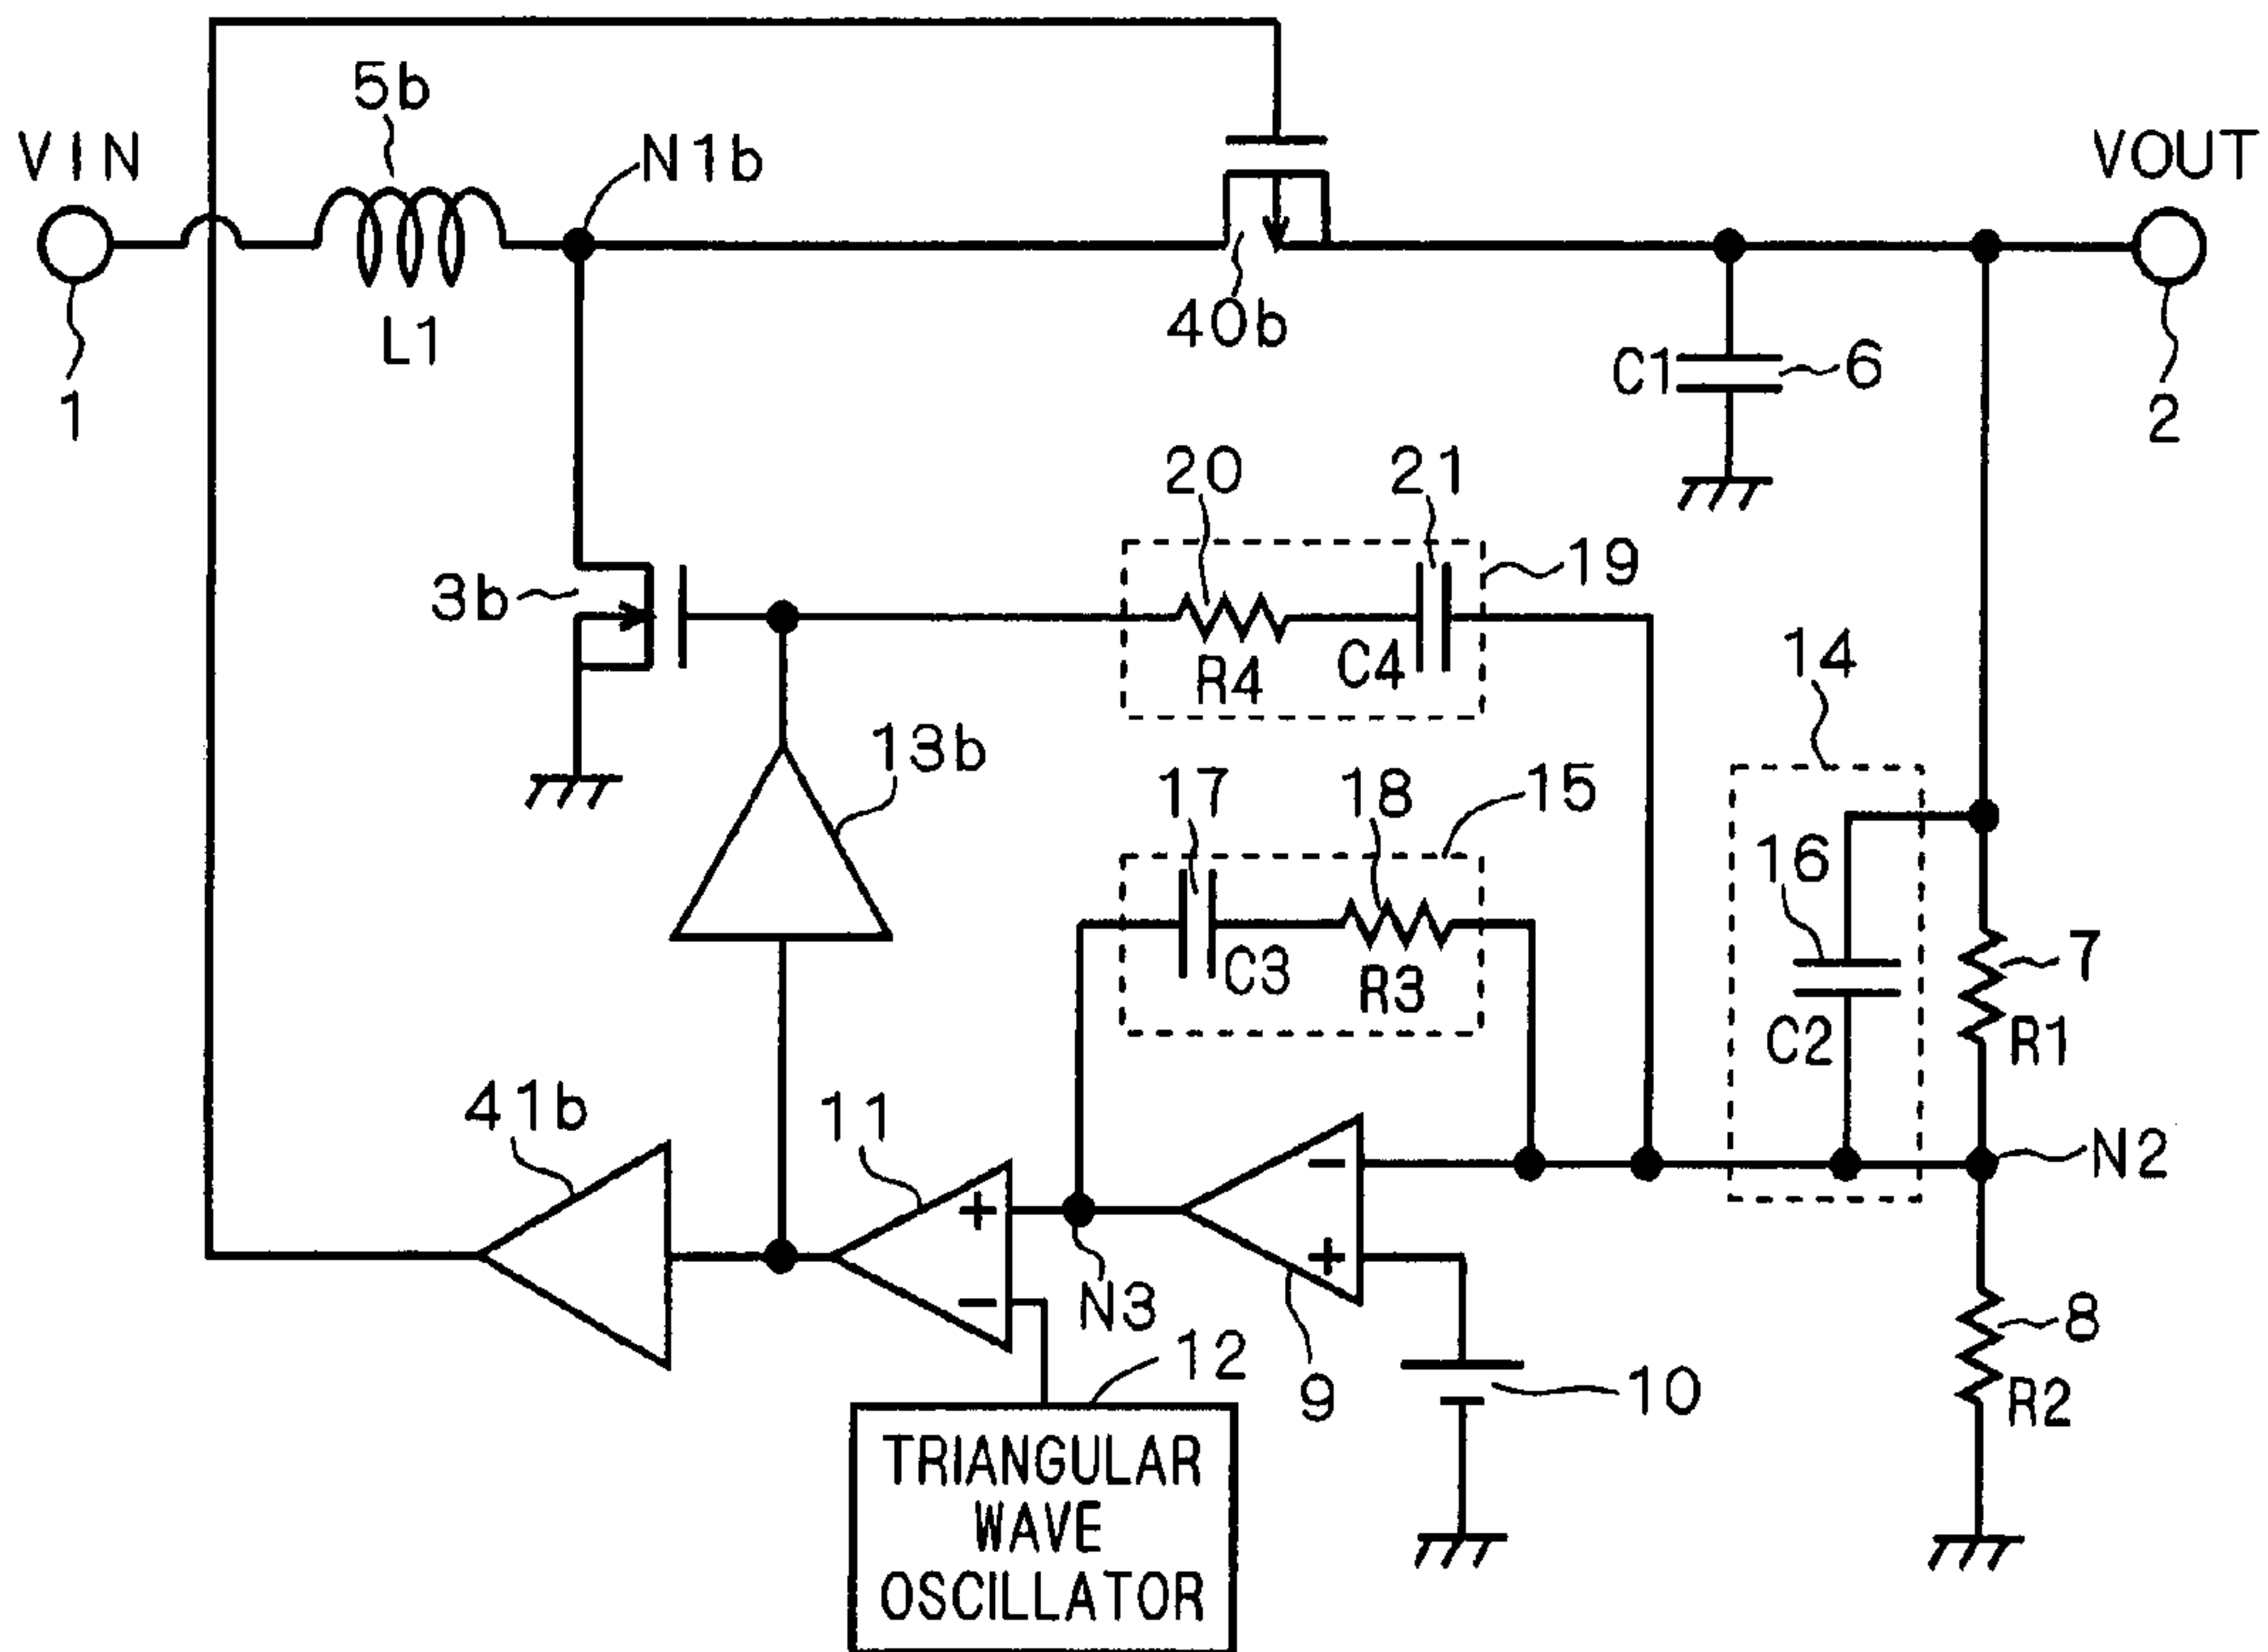 5b
VIN
N1b
VOUT
L1
40b
C1
6
1
2
20
21
19
3b
R4
C4
14
13b
17
18
15
16
7
C3
R3
C2
R1
41b
11
-
N2
+
+
-
N3
8
12
9
10
R2
TRIANGULAR
WAVE
OSCILLATOR